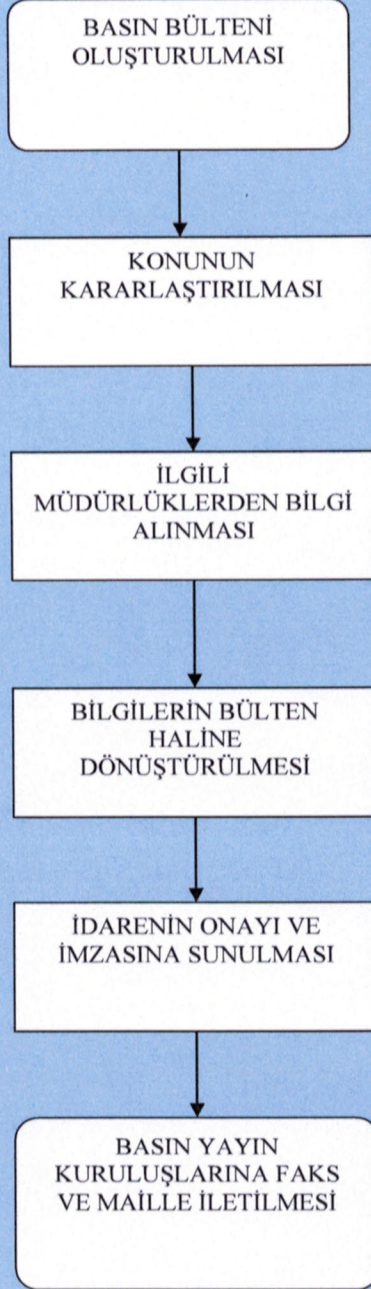 BASIN BÜLTENİ
OLUŞTURULMASI
KONUNUN
KARARLAŞTIRILMASI
İLGİLİ
MÜDÜRLÜKLERDEN BİLGİ
ALINMASI
BİLGİLERİN BÜLTEN
HALİNE
DÖNÜŞTÜRÜLMESİ
İDARENİN ONAYI VE
İMZASINA SUNULMASI
BASIN YAYIN
KURULUŞLARINA FAKS
VE MAİLLE İLETİLMESİ